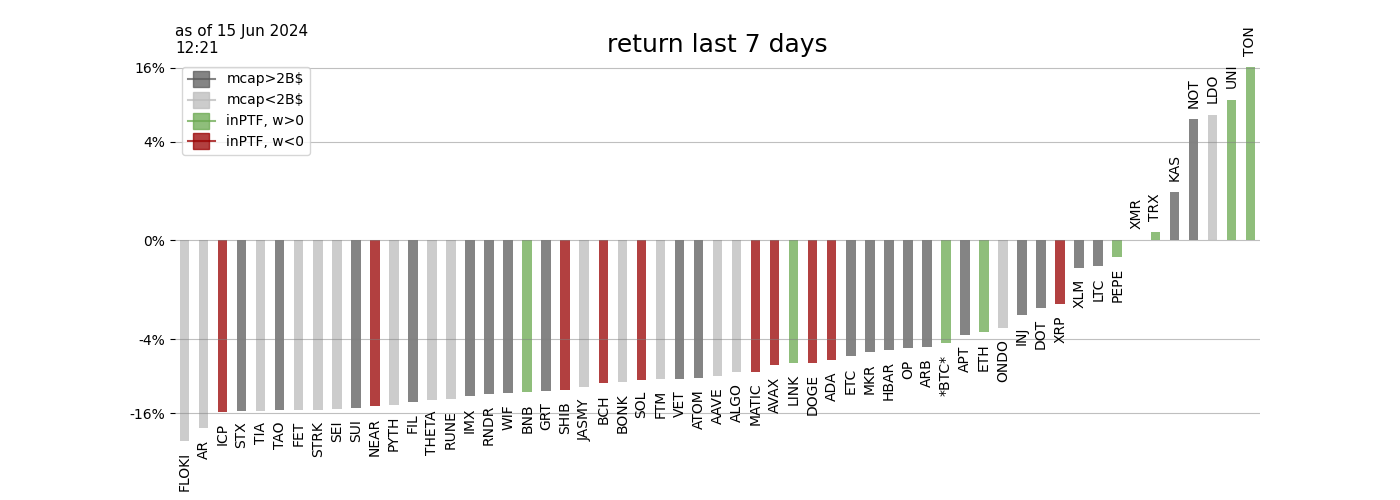 as of 15 Jun 2024
12:21
return last 7 days
16%
4%
0%
-4%
-16%
mcap>2B$
mcap<2B$
inPTF, w>0
inPTF, w<0
FLOKI
AR
ICP
STX
TIA
TAO
FET
STRK
SEI
SUI
NEAR
PYTH
FIL
THETA
RUNE
IMX
RNDR
WIF
BNB
GRT
SHIB
JASMY
BCH
BONK
SOL
FTM
VET
ATOM
AAVE
ALGO
MATIC
AVAX
LINK
DOGE
ADA
ETC
MKR
HBAR
OP
ARB
*BTC*
APT
ETH
ONDO
INJ
DOT
XRP
XLM
LTC
PEPE
XMR
TRX
KAS
NOT
LDO
UNI
TON